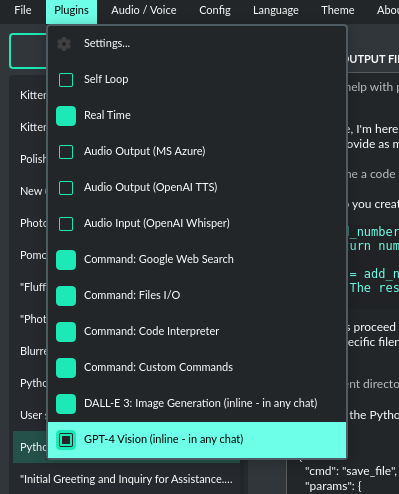 File Plugins Audio / Voice Config Language Theme Abou
Settings...
OUTPUT FI
Self Loop
help with p
Kitter
Real Time
Kitter
e, I'm here
ovide as m
Audio Output (MS Azure)
Polish
me a code
Audio Output (OpenAI TTS)
New
you creat
Audio Input (OpenAI Whisper)
Photo
d_number
urn num
Pomo
Command: Google Web Search
= add_n
"Fluff
Command: Files I/O
The res
"Phot
Command: Code Interpreter
s proceed
ecific filen
Blurre
Command: Custom Commands
Pytho
ent directo
User
DALL-E 3: Image Generation (inline - in any chat)
the Pytho
Pytho
GPT-4 Vision (inline - in any chat)
"Initial Greeting and Inquiry for Assistance....
{
"cmd": "save_file",
"params": {